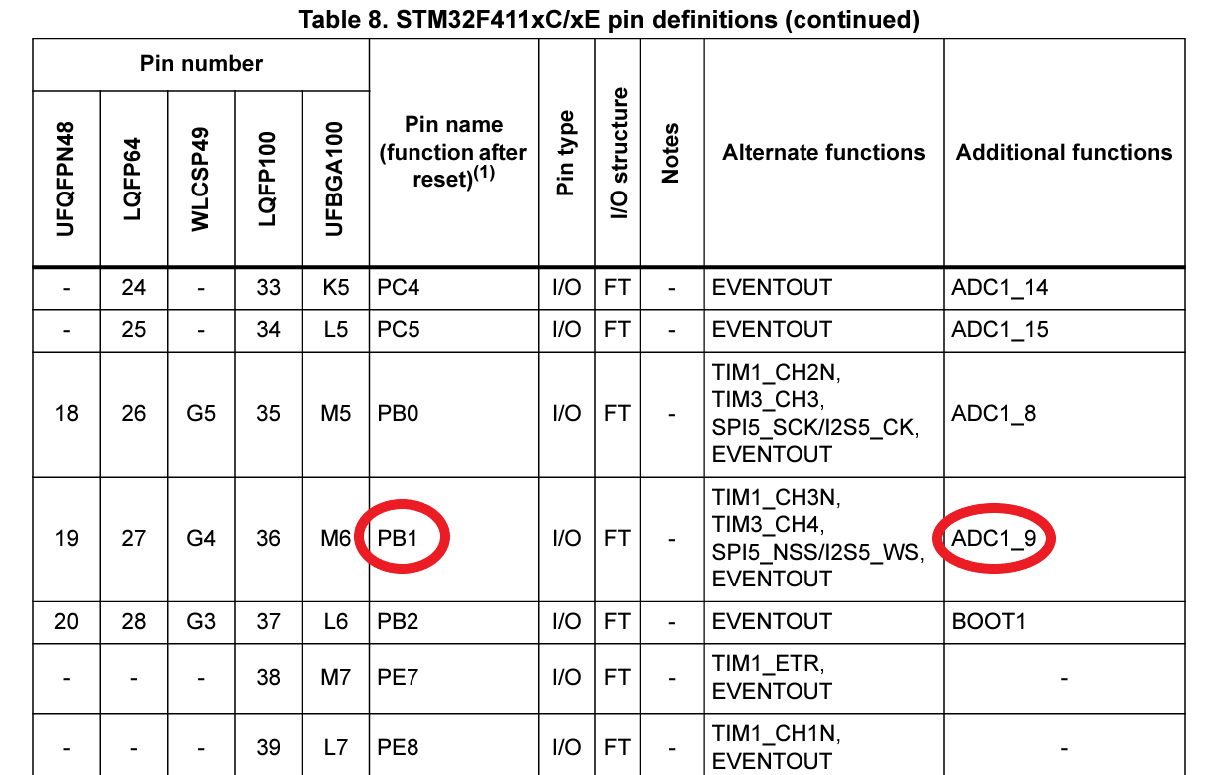 Table 8. STM32F411xC/xE pin definitions (continued)
Pin number
UFQFPN48
LQFP64
WLCSP49
LQFP100
UFBGA100
Pin name
(function after
reset)(1)
Pin type
I/O structure
Notes
Alternate functions
Additional functions
- 24 - 33 K5 PC4 I/O FT - EVENTOUT ADC1_14
- 25 - 34 L5 PC5 I/O FT - EVENTOUT ADC1_15
18 26 G5 35 M5 PB0 I/O FT - TIM1_CH2N,
TIM3_CH3,
SPI5_SCK/I2S5_CK,
EVENTOUT
ADC1_8
19 27 G4 36 M6 PB1 I/O FT - TIM1_CH3N,
TIM3_CH4,
SPI5_NSS/I2S5_WS,
EVENTOUT
ADC1_9
20 28 G3 37 L6 PB2 I/O FT - EVENTOUT BOOT1
- - - 38 M7 PE7 I/O FT - TIM1_ETR,
EVENTOUT
-
- - - 39 L7 PE8 I/O FT - TIM1_CH1N,
EVENTOUT
-